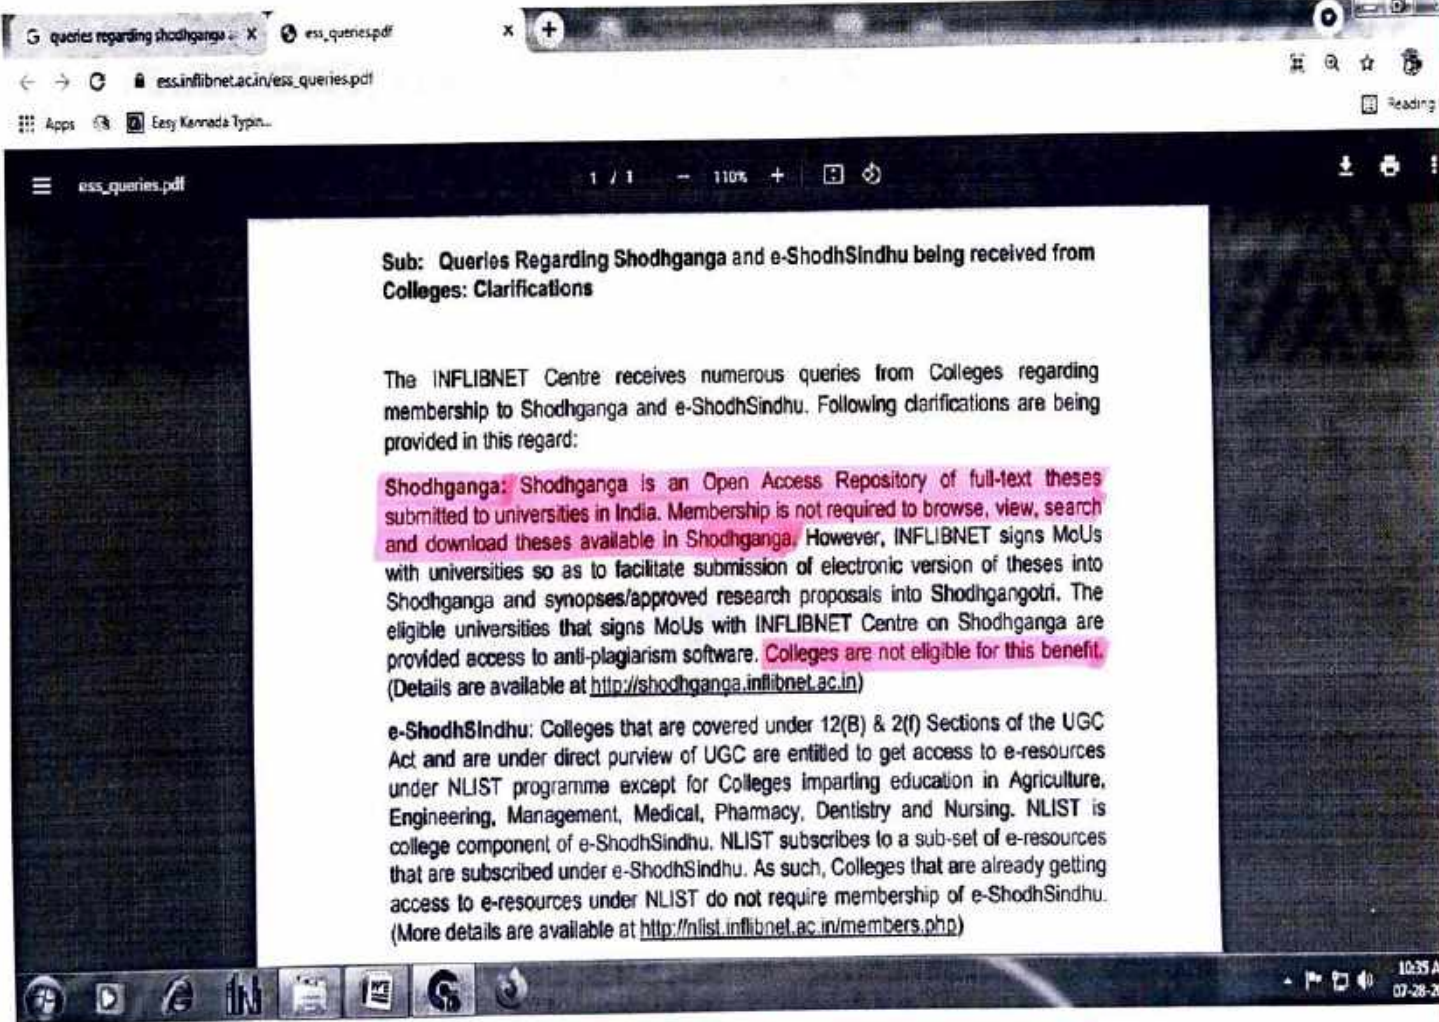 G queries regarding shodhganga a X ess_queries.pdf x +
ess.inflibnet.ac.in/ess_queries.pdf
Apps Easy Kannada Typin...
Reading
ess_queries.pdf 1 / 1 − 110% +
Sub: Queries Regarding Shodhganga and e-ShodhSindhu being received from
Colleges: Clarifications
The INFLIBNET Centre receives numerous queries from Colleges regarding
membership to Shodhganga and e-ShodhSindhu. Following clarifications are being
provided in this regard:
Shodhganga: Shodhganga is an Open Access Repository of full-text theses
submitted to universities in India. Membership is not required to browse, view, search
and download theses available in Shodhganga. However, INFLIBNET signs MoUs
with universities so as to facilitate submission of electronic version of theses into
Shodhganga and synopses/approved research proposals into Shodhgangotri. The
eligible universities that signs MoUs with INFLIBNET Centre on Shodhganga are
provided access to anti-plagiarism software. Colleges are not eligible for this benefit.
(Details are available at http://shodhganga.inflibnet.ac.in)
e-ShodhSindhu: Colleges that are covered under 12(B) & 2(f) Sections of the UGC
Act and are under direct purview of UGC are entitled to get access to e-resources
under NLIST programme except for Colleges imparting education in Agriculture,
Engineering, Management, Medical, Pharmacy, Dentistry and Nursing. NLIST is
college component of e-ShodhSindhu. NLIST subscribes to a sub-set of e-resources
that are subscribed under e-ShodhSindhu. As such, Colleges that are already getting
access to e-resources under NLIST do not require membership of e-ShodhSindhu.
(More details are available at http://nlist.inflibnet.ac.in/members.php)
10:35 A
07-28-2